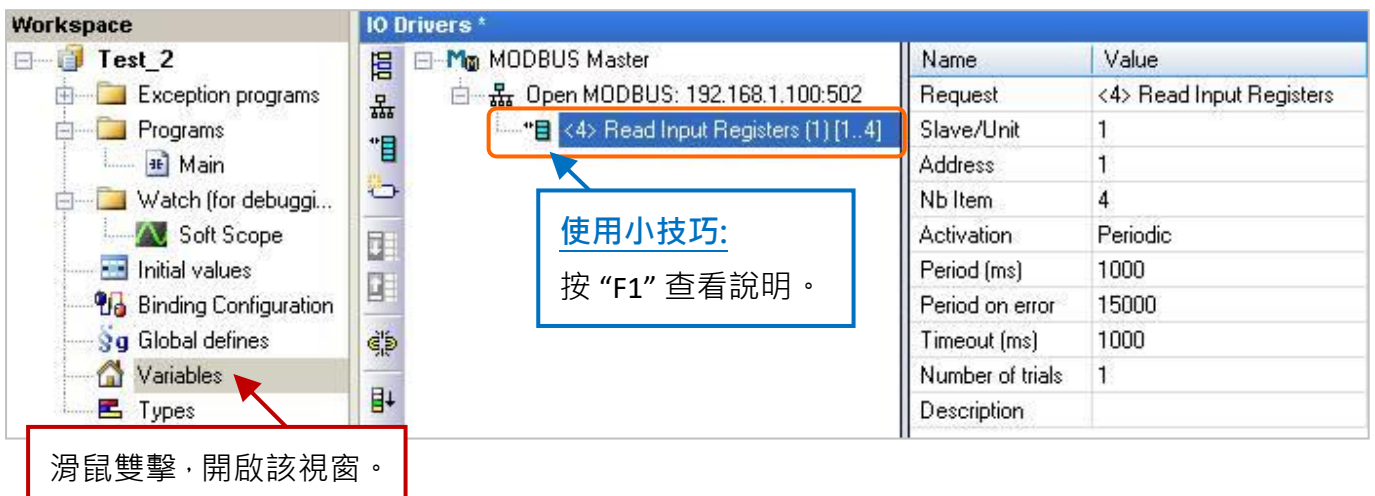 Workspace
Test_2
Exception programs
Programs
Main
Watch (for debuggi...
Soft Scope
Initial values
Binding Configuration
Global defines
Variables
Types
滑鼠雙擊，開啟該視窗。
IO Drivers *
MODBUS Master
Open MODBUS: 192.168.1.100:502
<4> Read Input Registers (1) [1..4]
使用小技巧:
按 “F1” 查看說明。
Name Value
Request <4> Read Input Registers
Slave/Unit 1
Address 1
Nb Item 4
Activation Periodic
Period (ms) 1000
Period on error 15000
Timeout (ms) 1000
Number of trials 1
Description